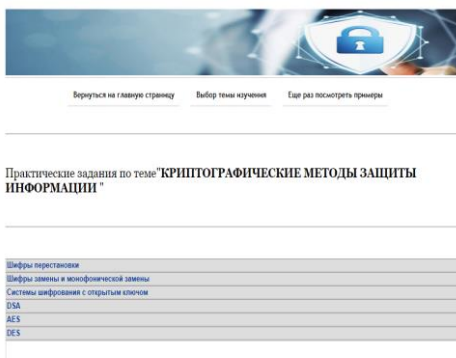 Вернуться на главную страницу Выбор темы изучения Еще раз посмотреть примеры
Практические задания по теме"КРИПТОГРАФИЧЕСКИЕ МЕТОДЫ ЗАЩИТЫ
ИНФОРМАЦИИ "
Шифры перестановки
Шифры замены и монофонической замены
Системы шифрования с открытым ключом
DSA
AES
DES